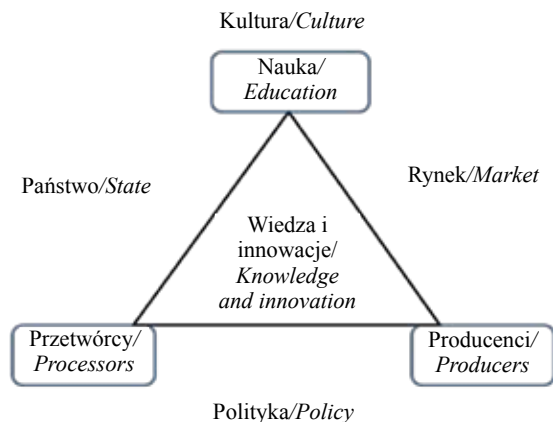 Kultura/Culture
Nauka/
Education
Państwo/State
Rynek/Market
Wiedza i
innowacje/
Knowledge
and innovation
Przetwórcy/
Processors
Producenci/
Producers
Polityka/Policy